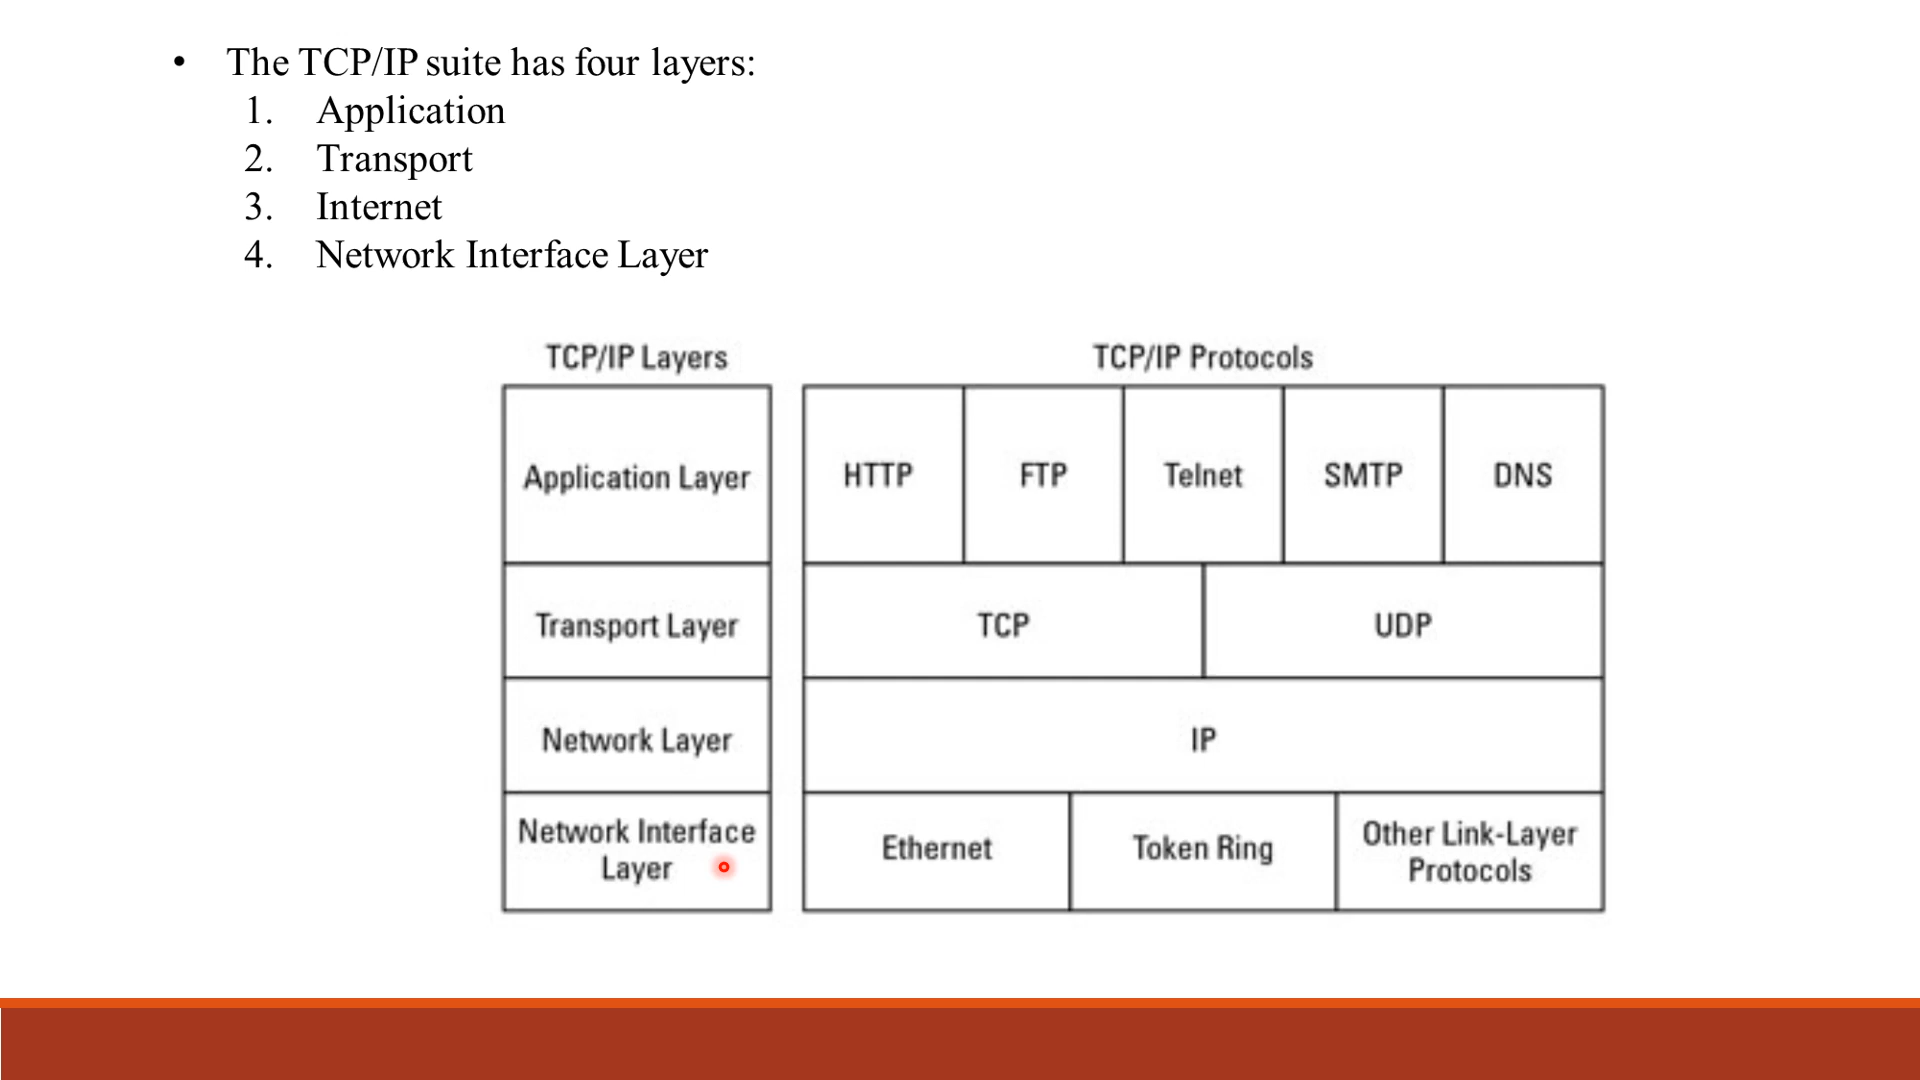 • The TCP/IP suite has four layers:
1. Application
2. Transport
3. Internet
4. Network Interface Layer
TCP/IP Layers
TCP/IP Protocols
Application Layer
HTTP
FTP
Telnet
SMTP
DNS
Transport Layer
TCP
UDP
Network Layer
IP
Network Interface
Layer
Ethernet
Token Ring
Other Link-Layer
Protocols